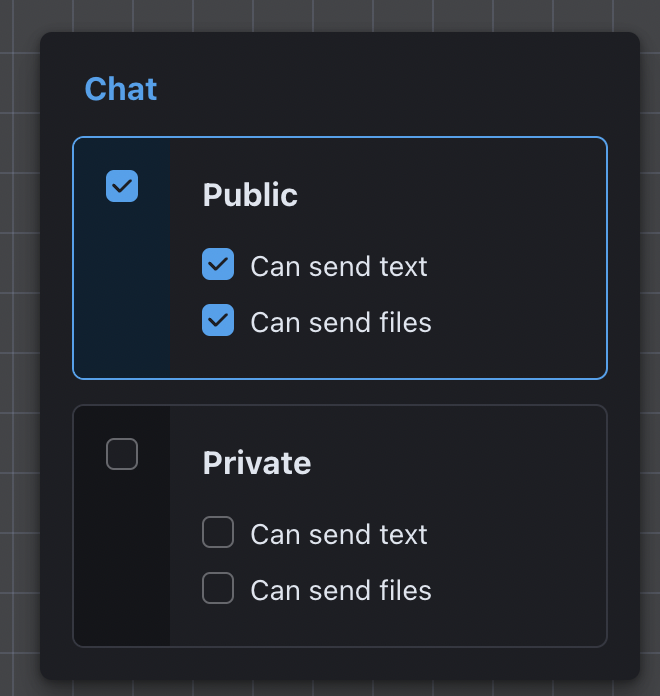 Chat
Public
Can send text
Can send files
Private
Can send text
Can send files